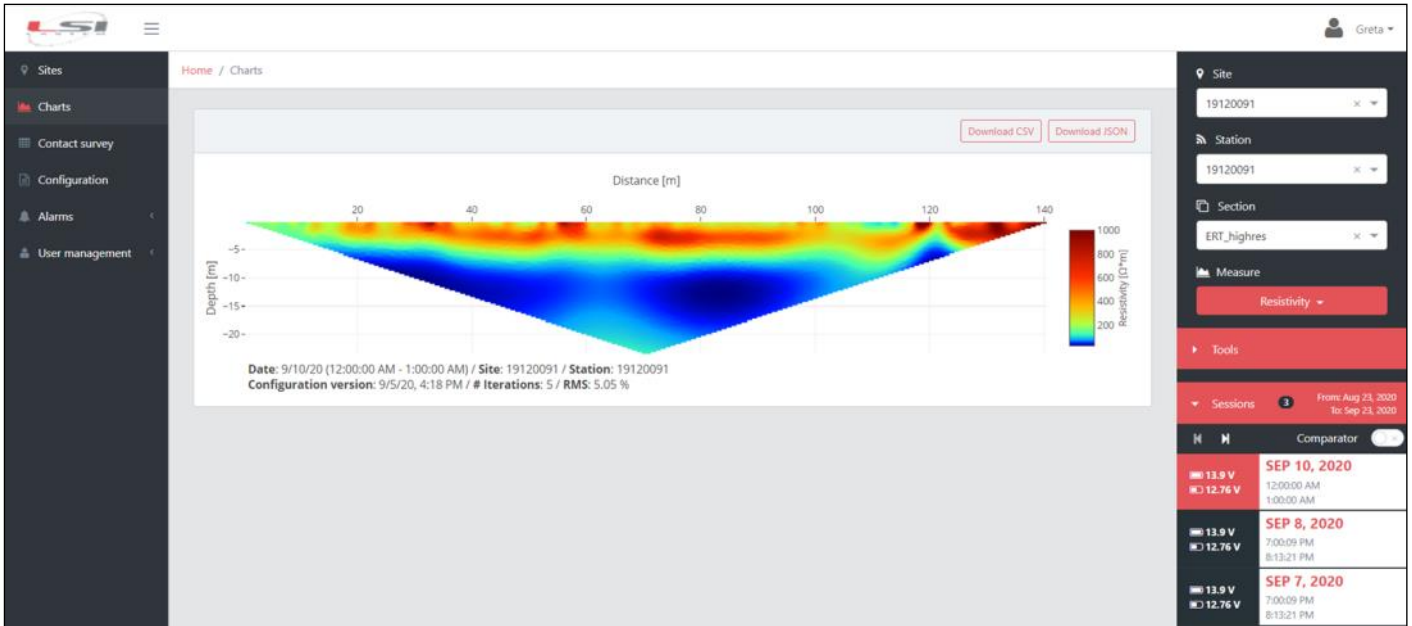 LSI
LASTEM
Greta
Sites
Charts
Contact survey
Configuration
Alarms
User management
Home / Charts
Download CSV
Download JSON
Distance [m]
20 40 60 80 100 120 140
Depth [m]
-5
-10
-15
-20
1000
800
600
400
200
Resistivity [Ω*m]
Date: 9/10/20 (12:00:00 AM - 1:00:00 AM) / Site: 19120091 / Station: 19120091
Configuration version: 9/5/20, 4:18 PM / # Iterations: 5 / RMS: 5.05 %
Site
19120091
Station
19120091
Section
ERT_highres
Measure
Resistivity
Tools
Sessions 3
From: Aug 23, 2020
To: Sep 23, 2020
Comparator
13.9 V
12.76 V
SEP 10, 2020
12:00:00 AM
1:00:00 AM
13.9 V
12.76 V
SEP 8, 2020
7:00:09 PM
8:13:21 PM
13.9 V
12.76 V
SEP 7, 2020
7:00:09 PM
8:13:21 PM